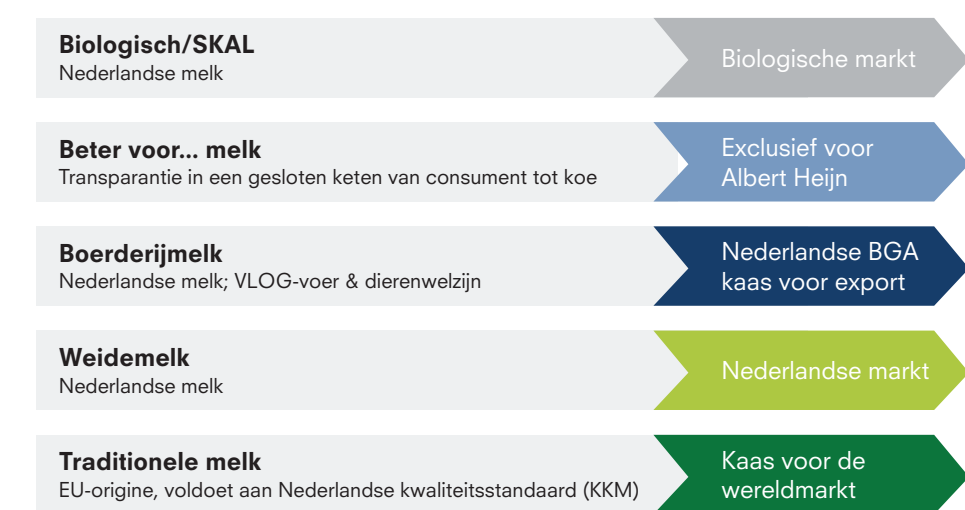 Biologisch/SKAL
Nederlandse melk
Biologische markt
Beter voor... melk
Transparantie in een gesloten keten van consument tot koe
Exclusief voor
Albert Heijn
Boerderijmelk
Nederlandse melk; VLOG-voer & dierenwelzijn
Nederlandse BGA
kaas voor export
Weidemelk
Nederlandse melk
Nederlandse markt
Traditionele melk
EU-origine, voldoet aan Nederlandse kwaliteitsstandaard (KKM)
Kaas voor de
wereldmarkt